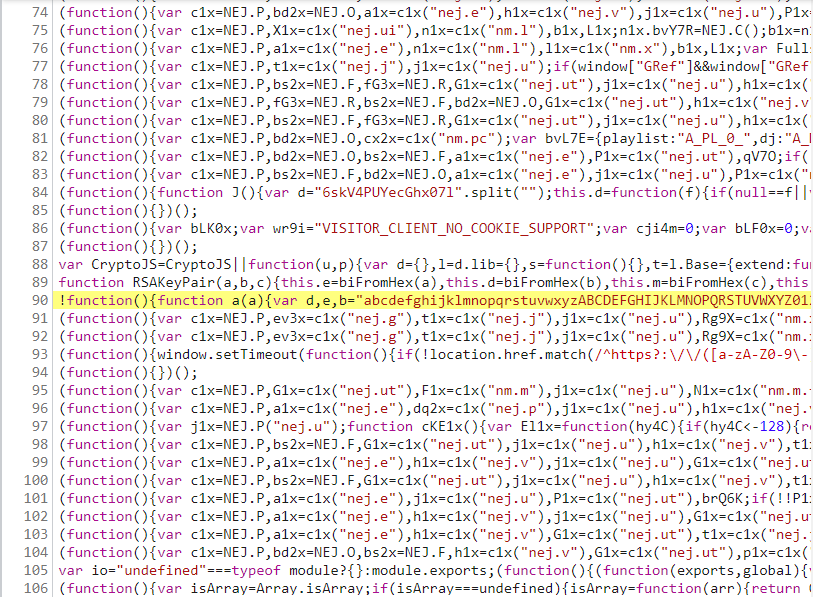 74 (function(){var c1x=NEJ.P,bd2x=NEJ.O,a1x=c1x("nej.e"),h1x=c1x("nej.v"),j1x=c1x("nej.u"),P1x=
75 (function(){var c1x=NEJ.P,X1x=c1x("nej.ui"),n1x=c1x("nm.l"),b1x,L1x;n1x.bvY7R=NEJ.C();b1x=n
76 (function(){var c1x=NEJ.P,a1x=c1x("nej.e"),n1x=c1x("nm.l"),l1x=c1x("nm.x"),b1x,L1x;var Full
77 (function(){var c1x=NEJ.P,t1x=c1x("nej.j"),j1x=c1x("nej.u");if(window["GRef"]&&window["GRef
78 (function(){var c1x=NEJ.P,bs2x=NEJ.F,fG3x=NEJ.R,G1x=c1x("nej.ut"),j1x=c1x("nej.u"),h1x=c1x(
79 (function(){var c1x=NEJ.P,fG3x=NEJ.R,bs2x=NEJ.F,bd2x=NEJ.O,G1x=c1x("nej.ut"),h1x=c1x("nej.v
80 (function(){var c1x=NEJ.P,bs2x=NEJ.F,fG3x=NEJ.R,G1x=c1x("nej.ut"),j1x=c1x("nej.u"),h1x=c1x(
81 (function(){var c1x=NEJ.P,bd2x=NEJ.O,cx2x=c1x("nm.pc");var bvL7E={playlist:"A_PL_0_",dj:"A_
82 (function(){var c1x=NEJ.P,bd2x=NEJ.O,bs2x=NEJ.F,a1x=c1x("nej.e"),P1x=c1x("nej.ut"),qV7O;if(
83 (function(){var c1x=NEJ.P,bs2x=NEJ.F,bd2x=NEJ.O,a1x=c1x("nej.e"),j1x=c1x("nej.u"),P1x=c1x("
84 (function(){function J(){var d="6skV4PUYecGhx07l".split("");this.d=function(f){if(null==f||
85 (function(){})();
86 (function(){var bLK0x;var wr9i="VISITOR_CLIENT_NO_COOKIE_SUPPORT";var cji4m=0;var bLF0x=0;v
87 (function(){})();
88 var CryptoJS=CryptoJS||function(u,p){var d={},l=d.lib={},s=function(){},t=l.Base={extend:fun
89 function RSAKeyPair(a,b,c){this.e=biFromHex(a),this.d=biFromHex(b),this.m=biFromHex(c),this
90 !function(){function a(a){var d,e,b="abcdefghijklmnopqrstuvwxyzABCDEFGHIJKLMNOPQRSTUVWXYZ01
91 (function(){var c1x=NEJ.P,ev3x=c1x("nej.g"),t1x=c1x("nej.j"),j1x=c1x("nej.u"),Rg9X=c1x("nm.
92 (function(){var c1x=NEJ.P,ev3x=c1x("nej.g"),t1x=c1x("nej.j"),j1x=c1x("nej.u"),Rg9X=c1x("nm.
93 (function(){window.setTimeout(function(){if(!location.href.match(/^https?:\/\/([a-zA-Z0-9\-
94 (function(){})();
95 (function(){var c1x=NEJ.P,G1x=c1x("nej.ut"),F1x=c1x("nm.m"),j1x=c1x("nej.u"),N1x=c1x("nm.m.
96 (function(){var c1x=NEJ.P,a1x=c1x("nej.e"),dq2x=c1x("nej.p"),j1x=c1x("nej.u"),h1x=c1x("nej.
97 (function(){var j1x=NEJ.P("nej.u");function cKE1x(){var El1x=function(hy4C){if(hy4C<-128){r
98 (function(){var c1x=NEJ.P,bs2x=NEJ.F,G1x=c1x("nej.ut"),j1x=c1x("nej.u"),h1x=c1x("nej.v"),t1
99 (function(){var c1x=NEJ.P,a1x=c1x("nej.e"),h1x=c1x("nej.v"),j1x=c1x("nej.u"),G1x=c1x("nej.u
100 (function(){var c1x=NEJ.P,bs2x=NEJ.F,G1x=c1x("nej.ut"),j1x=c1x("nej.u"),h1x=c1x("nej.v"),t1
101 (function(){var c1x=NEJ.P,a1x=c1x("nej.e"),j1x=c1x("nej.u"),P1x=c1x("nej.ut"),brQ6K;if(!!P1
102 (function(){var c1x=NEJ.P,a1x=c1x("nej.e"),h1x=c1x("nej.v"),j1x=c1x("nej.u"),G1x=c1x("nej.u
103 (function(){var c1x=NEJ.P,a1x=c1x("nej.e"),h1x=c1x("nej.v"),G1x=c1x("nej.ut"),t1x=c1x("nej.
104 (function(){var c1x=NEJ.P,bd2x=NEJ.O,bs2x=NEJ.F,h1x=c1x("nej.v"),G1x=c1x("nej.ut"),p1x=c1x(
105 var io="undefined"===typeof module?{}:module.exports;(function(){(function(exports,global){
106 (function(){var isArray=Array.isArray;if(isArray===undefined){isArray=function(arr){return